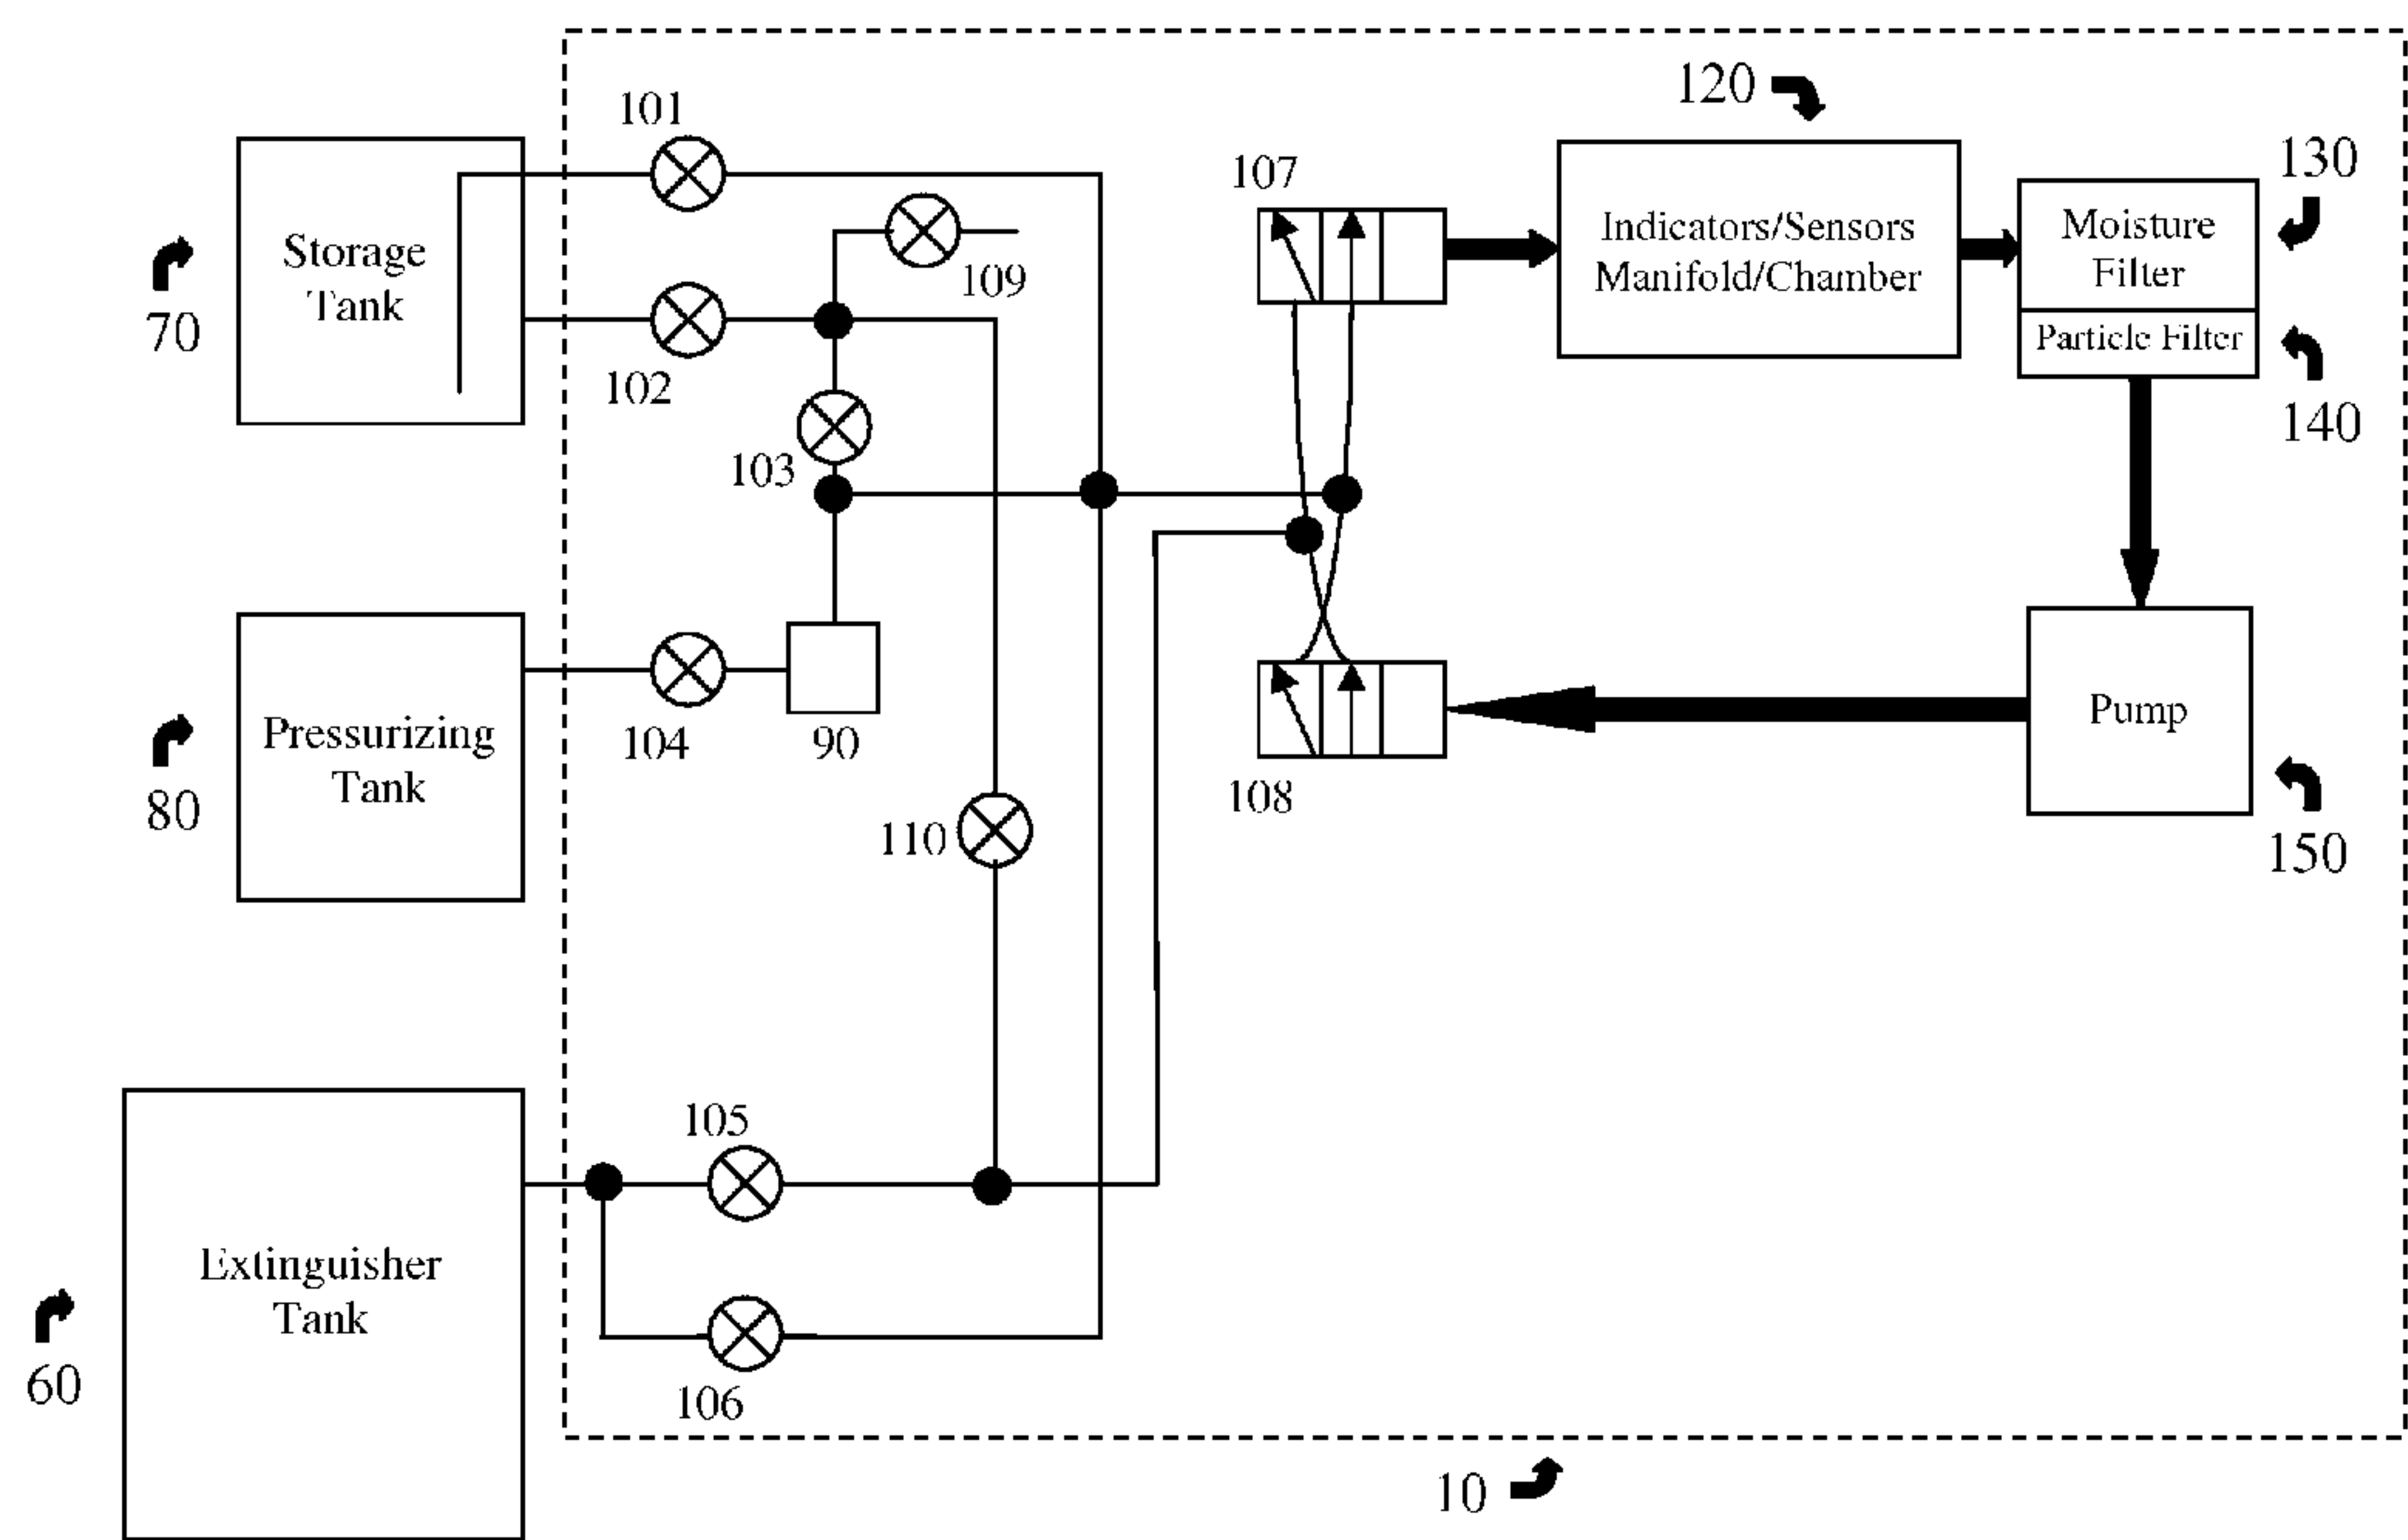 120
101
130
107
Storage
Tank
Indicators/Sensors
Manifold/Chamber
Moisture
Filter
109
70
102
Particle Filter
140
103
Pressurizing
Tank
104
90
Pump
80
108
110
150
105
Extinguisher
Tank
60
106
10